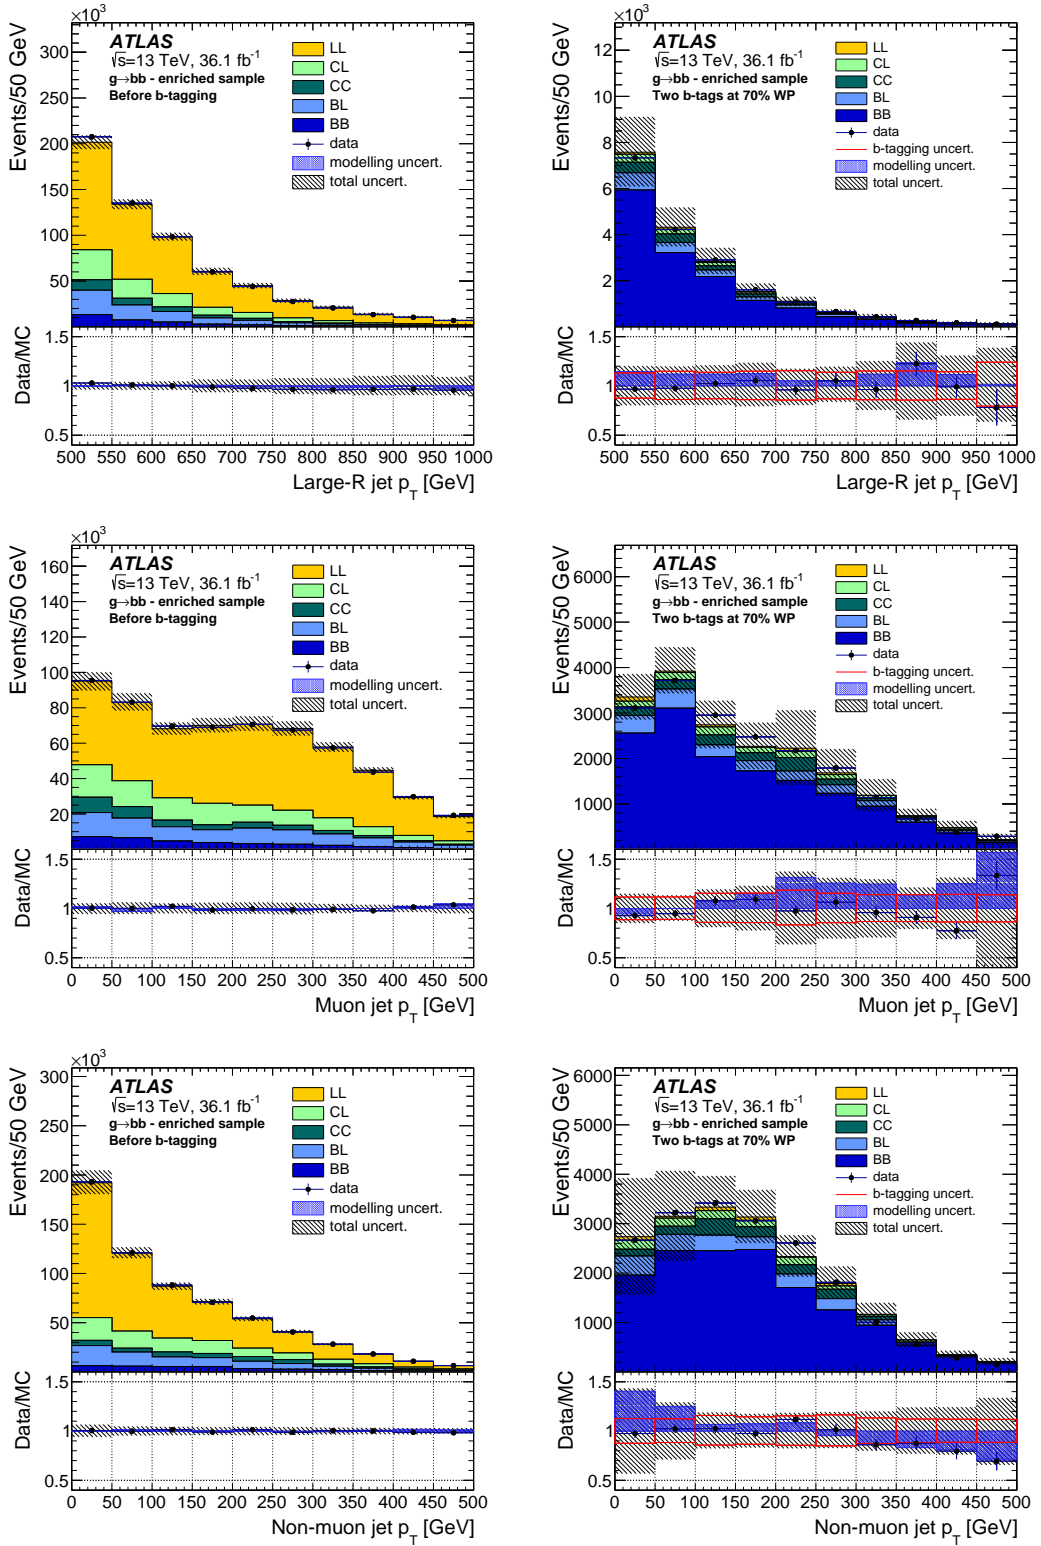 ×10³
Events/50 GeV
300
250
200
150
100
50
ATLAS
√s=13 TeV, 36.1 fb⁻¹
g→bb - enriched sample
Before b-tagging
LL
CL
CC
BL
BB
data
modelling uncert.
total uncert.
Data/MC
1.5
1
0.5
500 550 600 650 700 750 800 850 900 950 1000
Large-R jet p_T [GeV]
×10³
Events/50 GeV
12
10
8
6
4
2
ATLAS
√s=13 TeV, 36.1 fb⁻¹
g→bb - enriched sample
Two b-tags at 70% WP
LL
CL
CC
BL
BB
data
b-tagging uncert.
modelling uncert.
total uncert.
Data/MC
1.5
1
0.5
500 550 600 650 700 750 800 850 900 950 1000
Large-R jet p_T [GeV]
×10³
Events/50 GeV
160
140
120
100
80
60
40
20
ATLAS
√s=13 TeV, 36.1 fb⁻¹
g→bb - enriched sample
Before b-tagging
LL
CL
CC
BL
BB
data
modelling uncert.
total uncert.
Data/MC
1.5
1
0.5
0 50 100 150 200 250 300 350 400 450 500
Muon jet p_T [GeV]
Events/50 GeV
6000
5000
4000
3000
2000
1000
ATLAS
√s=13 TeV, 36.1 fb⁻¹
g→bb - enriched sample
Two b-tags at 70% WP
LL
CL
CC
BL
BB
data
b-tagging uncert.
modelling uncert.
total uncert.
Data/MC
1.5
1
0.5
0 50 100 150 200 250 300 350 400 450 500
Muon jet p_T [GeV]
×10³
Events/50 GeV
300
250
200
150
100
50
ATLAS
√s=13 TeV, 36.1 fb⁻¹
g→bb - enriched sample
Before b-tagging
LL
CL
CC
BL
BB
data
modelling uncert.
total uncert.
Data/MC
1.5
1
0.5
0 50 100 150 200 250 300 350 400 450 500
Non-muon jet p_T [GeV]
Events/50 GeV
6000
5000
4000
3000
2000
1000
ATLAS
√s=13 TeV, 36.1 fb⁻¹
g→bb - enriched sample
Two b-tags at 70% WP
LL
CL
CC
BL
BB
data
b-tagging uncert.
modelling uncert.
total uncert.
Data/MC
1.5
1
0.5
0 50 100 150 200 250 300 350 400 450 500
Non-muon jet p_T [GeV]